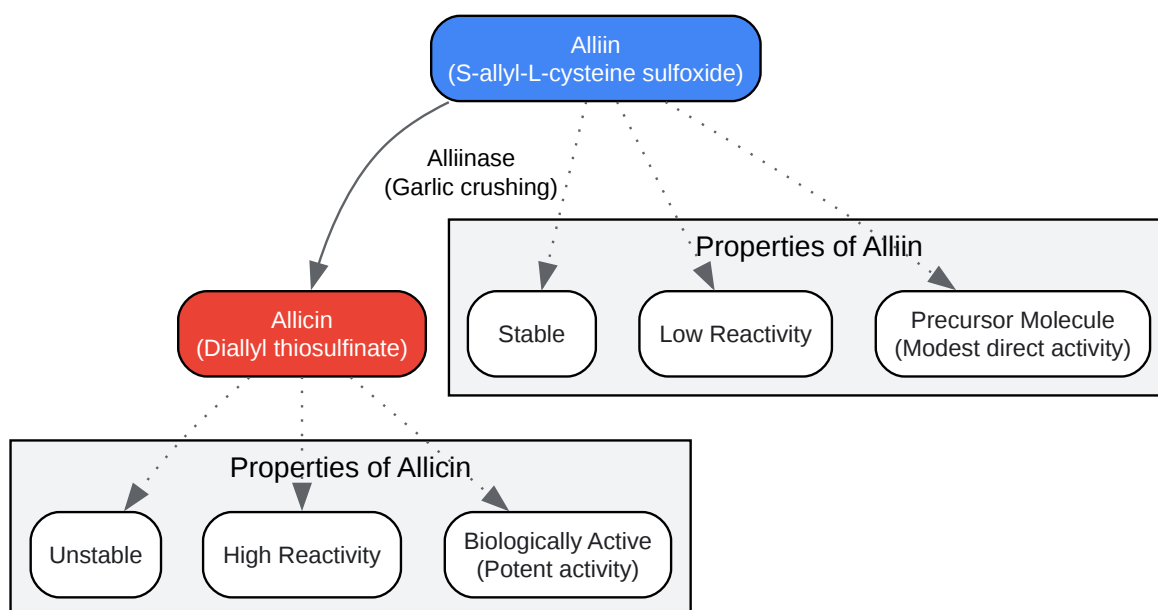 Alliin
(S-allyl-L-cysteine sulfoxide)
Alliinase
(Garlic crushing)
Properties of Alliin
Allicin
(Diallyl thiosulfinate)
Stable
Low Reactivity
Precursor Molecule
(Modest direct activity)
Properties of Allicin
Unstable
High Reactivity
Biologically Active
(Potent activity)